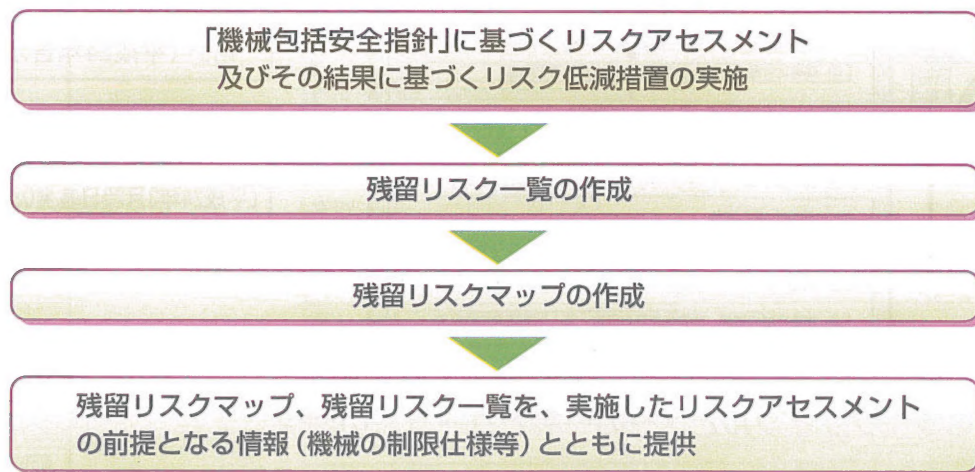 「機械包括安全指針」に基づくリスクアセスメント
及びその結果に基づくリスク低減措置の実施
残留リスク一覧の作成
残留リスクマップの作成
残留リスクマップ、残留リスク一覧を、実施したリスクアセスメント
の前提となる情報（機械の制限仕様等）とともに提供